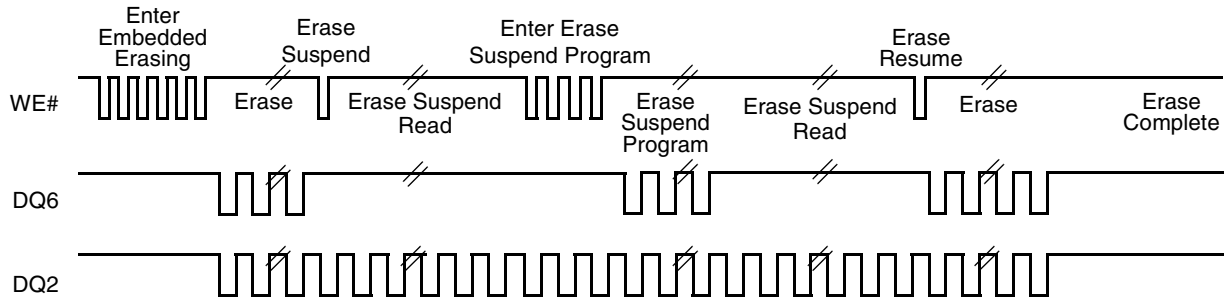 Enter
Embedded
Erasing
Erase
Suspend
Enter Erase
Suspend Program
Erase
Resume
WE#
Erase
Erase Suspend
Read
Erase
Suspend
Program
Erase Suspend
Read
Erase
Erase
Complete
DQ6
DQ2